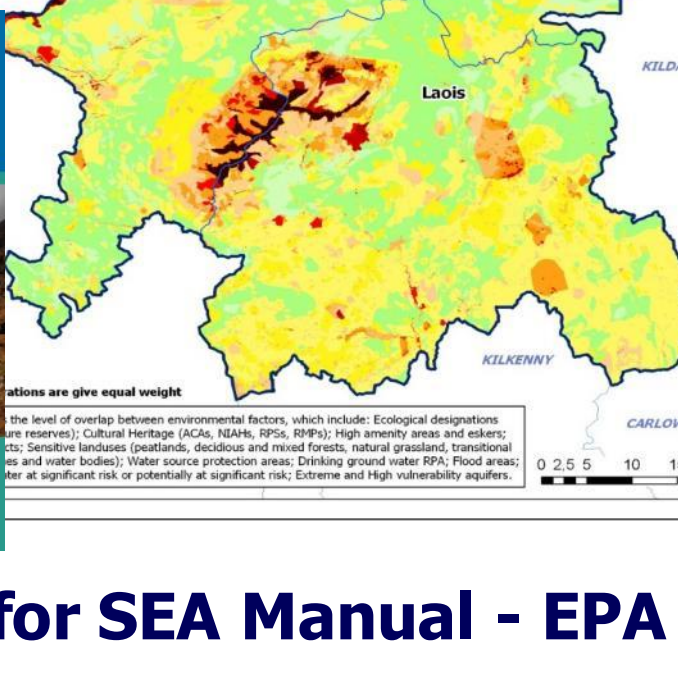 KILD
Laois
KILKENNY
CARLOW
ations are give equal weight
the level of overlap between environmental factors, which include: Ecological designations
ure reserves); Cultural Heritage (ACAs, NIAHs, RPSs, RMPs); High amenity areas and eskers;
cts; Sensitive landuses (peatlands, decidious and mixed forests, natural grassland, transitional
es and water bodies); Water source protection areas; Drinking ground water RPA; Flood areas;
ter at significant risk or potentially at significant risk; Extreme and High vulnerability aquifers.
0 2,5 5 10 1
for SEA Manual - EPA